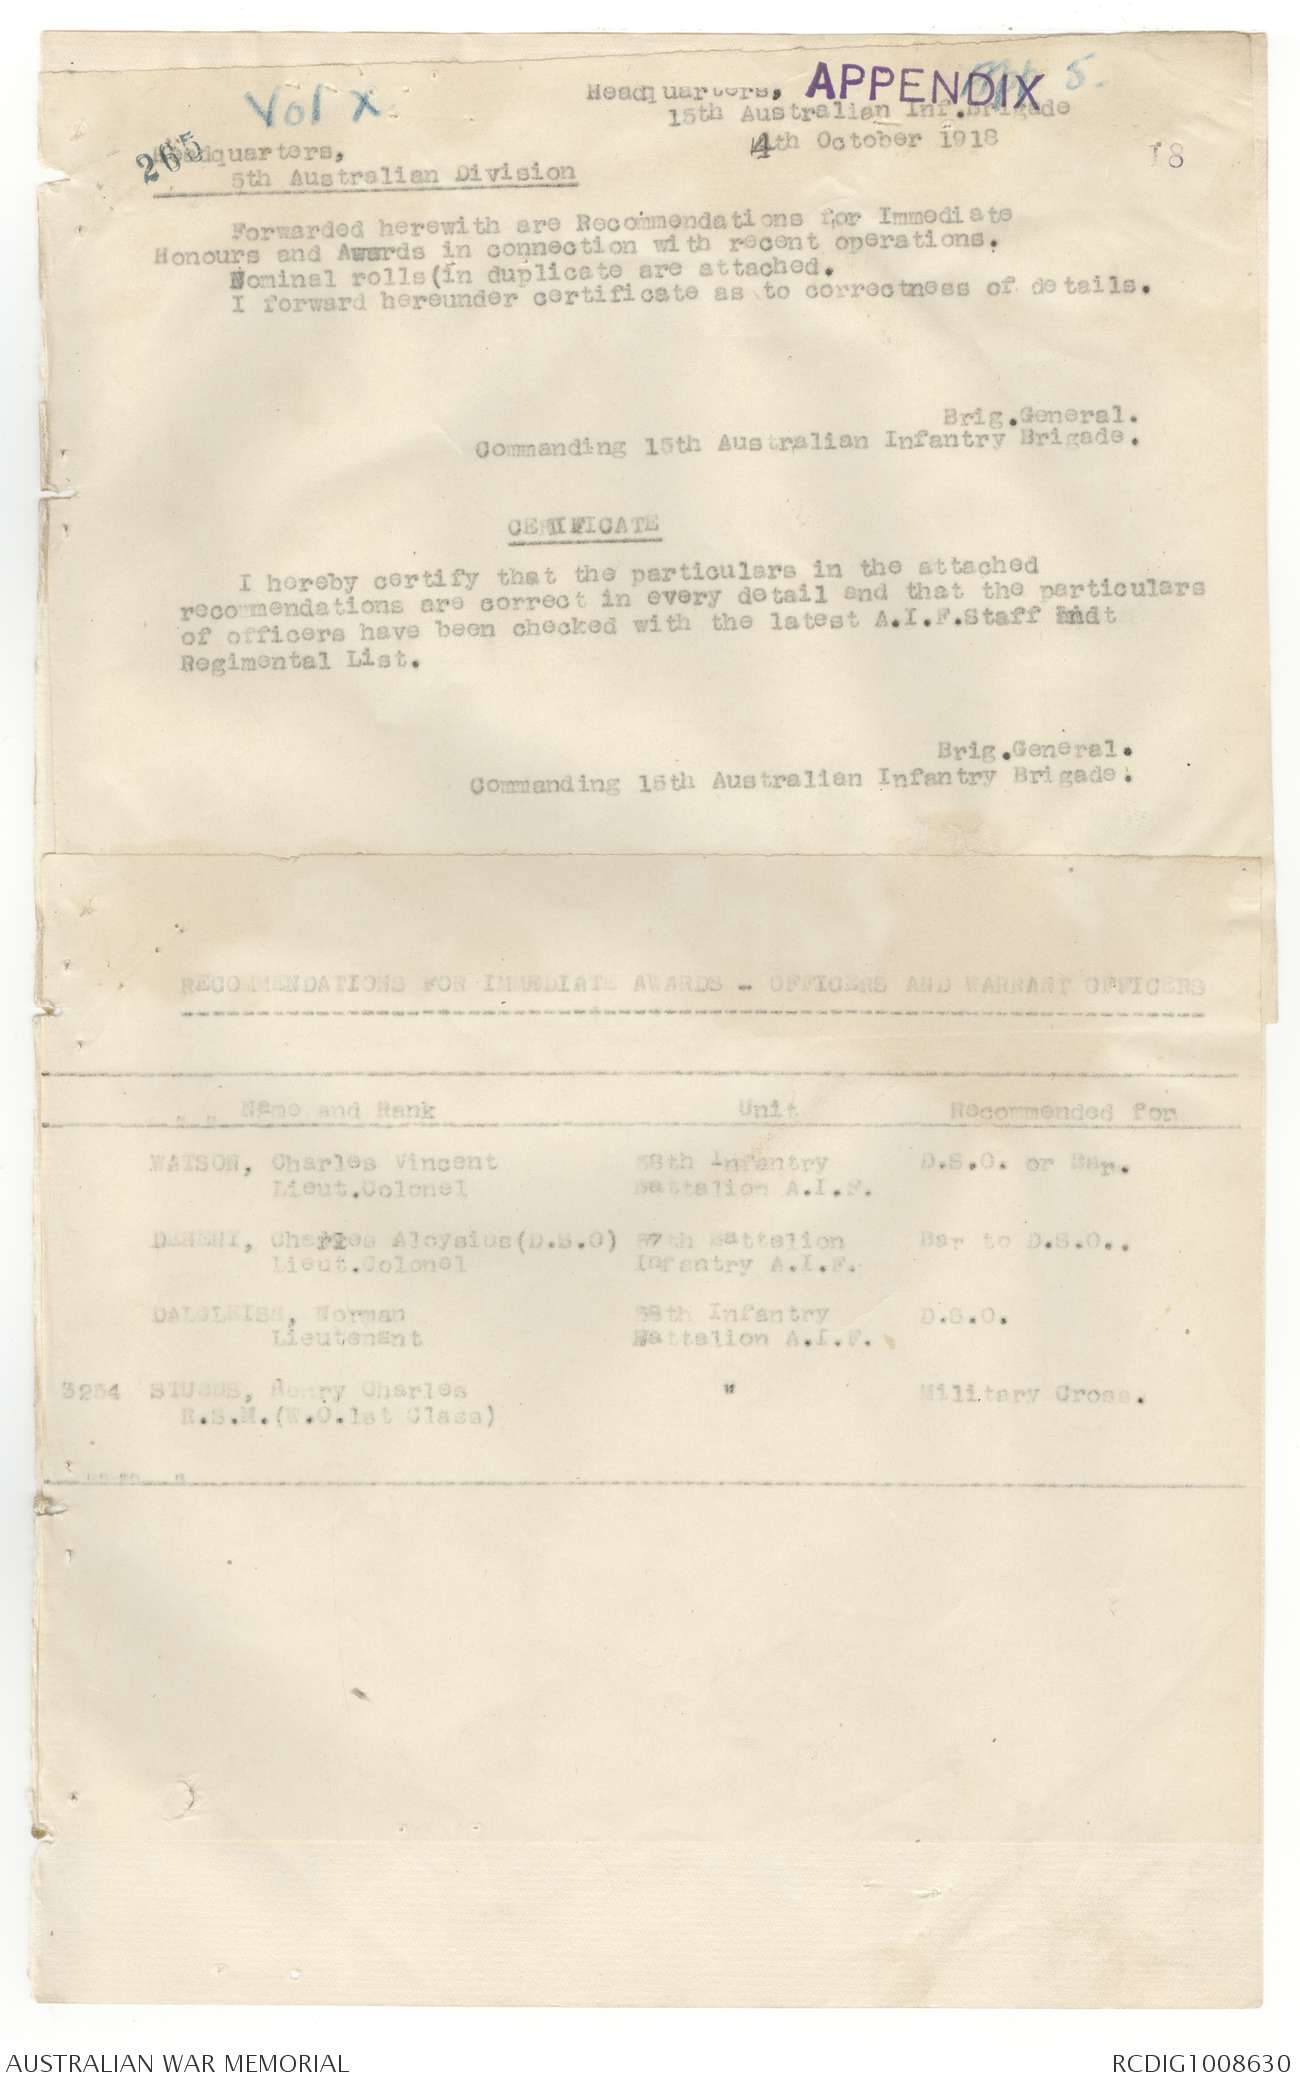 Vol X.
APPENDIX 5.
Headquarters,
15th Australian Inf.Brigade
4th October 1918
18
265
Headquarters,
5th Australian Division
Forwarded herewith are Recommendations for Immediate
Honours and Awards in connection with recent operations.
Nominal rolls(in duplicate are attached.
I forward hereunder certificate as to correctness of details.
Brig.General.
Commanding 15th Australian Infantry Brigade.
CERTIFICATE
I hereby certify that the particulars in the attached
recommendations are correct in every detail and that the particulars
of officers have been checked with the latest A.I.F.Staff and
Regimental List.
Brig.General.
Commanding 15th Australian Infantry Brigade.
RECOMMENDATIONS FOR IMMEDIATE AWARDS - OFFICERS AND WARRANT OFFICERS
Name and Rank Unit Recommended for
WATSON, Charles Vincent 58th Infantry D.S.O. or Bar.
Lieut.Colonel Battalion A.I.F.
DENEHY, Charles Aloysius(D.S.O) 57th Battalion Bar to D.S.O..
Lieut.Colonel Infantry A.I.F.
DALGLEISH, Norman 58th Infantry D.S.O.
Lieutenant Battalion A.I.F.
3254 STUBBS, Henry Charles " Military Cross.
R.S.M.(W.O.1st Class)
AUSTRALIAN WAR MEMORIAL
RCDIG1008630